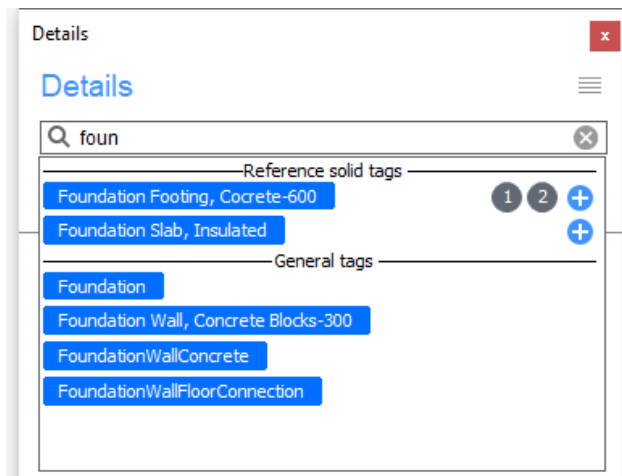 Details
x
Details
foun
Reference solid tags
Foundation Footing, Cocrete-600 1 2
Foundation Slab, Insulated
General tags
Foundation
Foundation Wall, Concrete Blocks-300
FoundationWallConcrete
FoundationWallFloorConnection